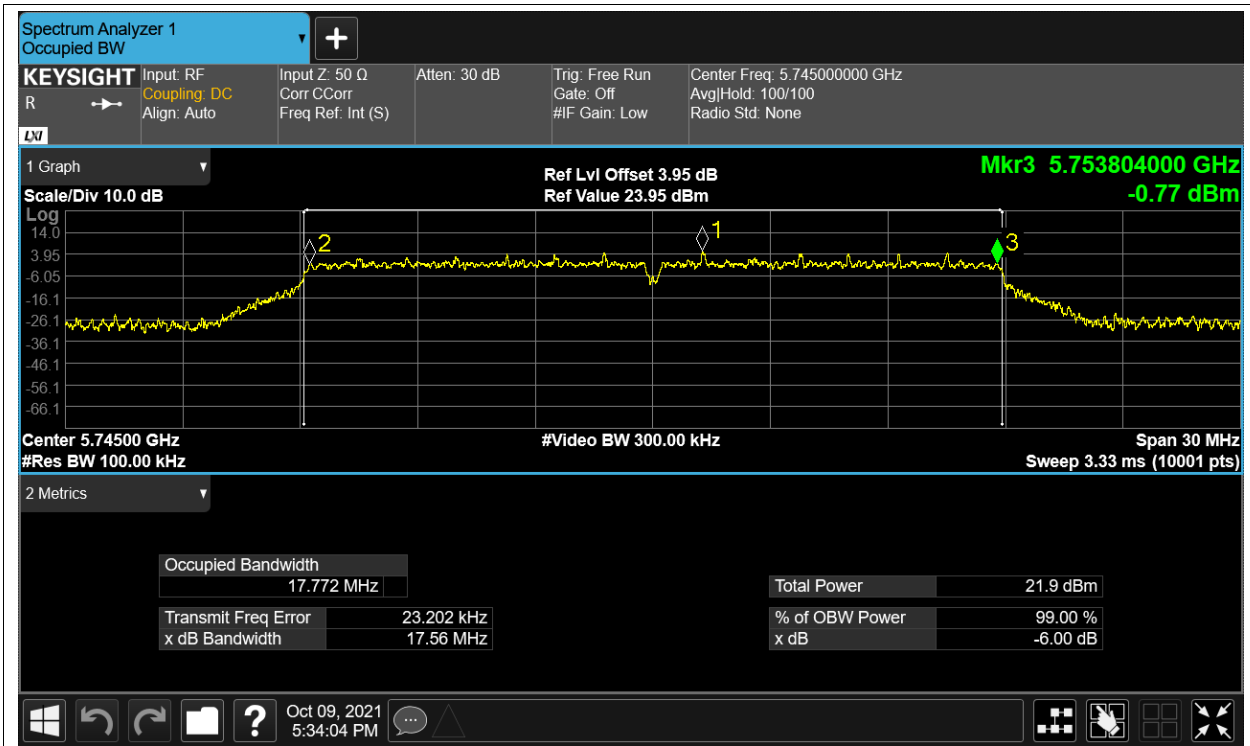 Spectrum Analyzer 1
Occupied BW
KEYSIGHT
R
LXI
Input: RF
Coupling: DC
Align: Auto
Input Z: 50 Ω
Corr CCorr
Freq Ref: Int (S)
Atten: 30 dB
Trig: Free Run
Gate: Off
#IF Gain: Low
Center Freq: 5.745000000 GHz
Avg|Hold: 100/100
Radio Std: None
1 Graph
Scale/Div 10.0 dB
Ref Lvl Offset 3.95 dB
Ref Value 23.95 dBm
Mkr3 5.753804000 GHz
-0.77 dBm
Log
14.0
3.95
-6.05
-16.1
-26.1
-36.1
-46.1
-56.1
-66.1
2
1
3
Center 5.74500 GHz
#Video BW 300.00 kHz
Span 30 MHz
#Res BW 100.00 kHz
Sweep 3.33 ms (10001 pts)
2 Metrics
Occupied Bandwidth
17.772 MHz
Total Power 21.9 dBm
Transmit Freq Error 23.202 kHz
% of OBW Power 99.00 %
x dB Bandwidth 17.56 MHz
x dB -6.00 dB
?
Oct 09, 2021
5:34:04 PM